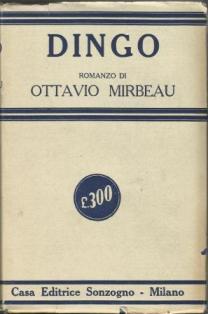 DINGO
ROMANZO DI
OTTAVIO MIRBEAU
£.300
Casa Editrice Sonzogno - Milano